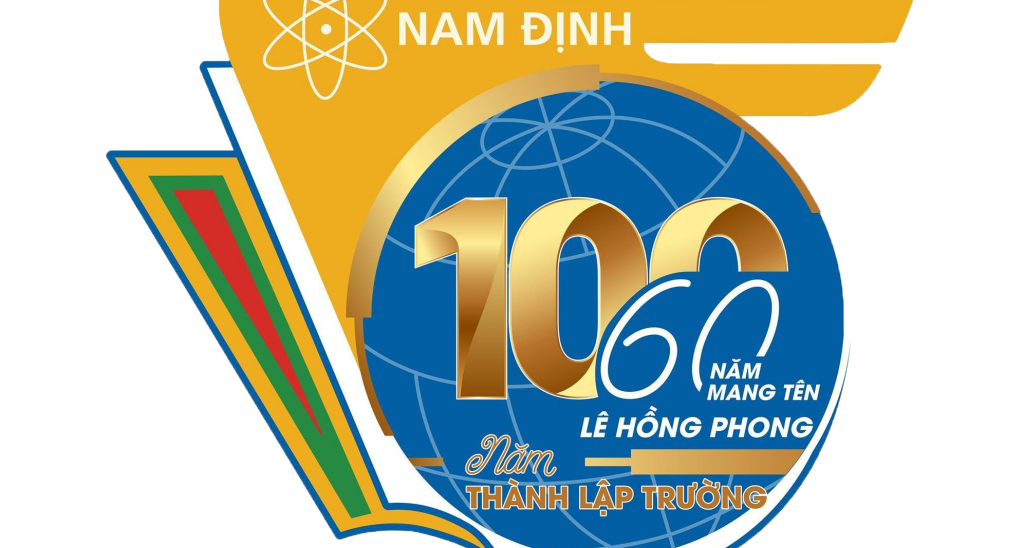 NAM ĐỊNH
100
60
NĂM
MANG TÊN
LÊ HỒNG PHONG
Năm
THÀNH LẬP TRƯỜNG